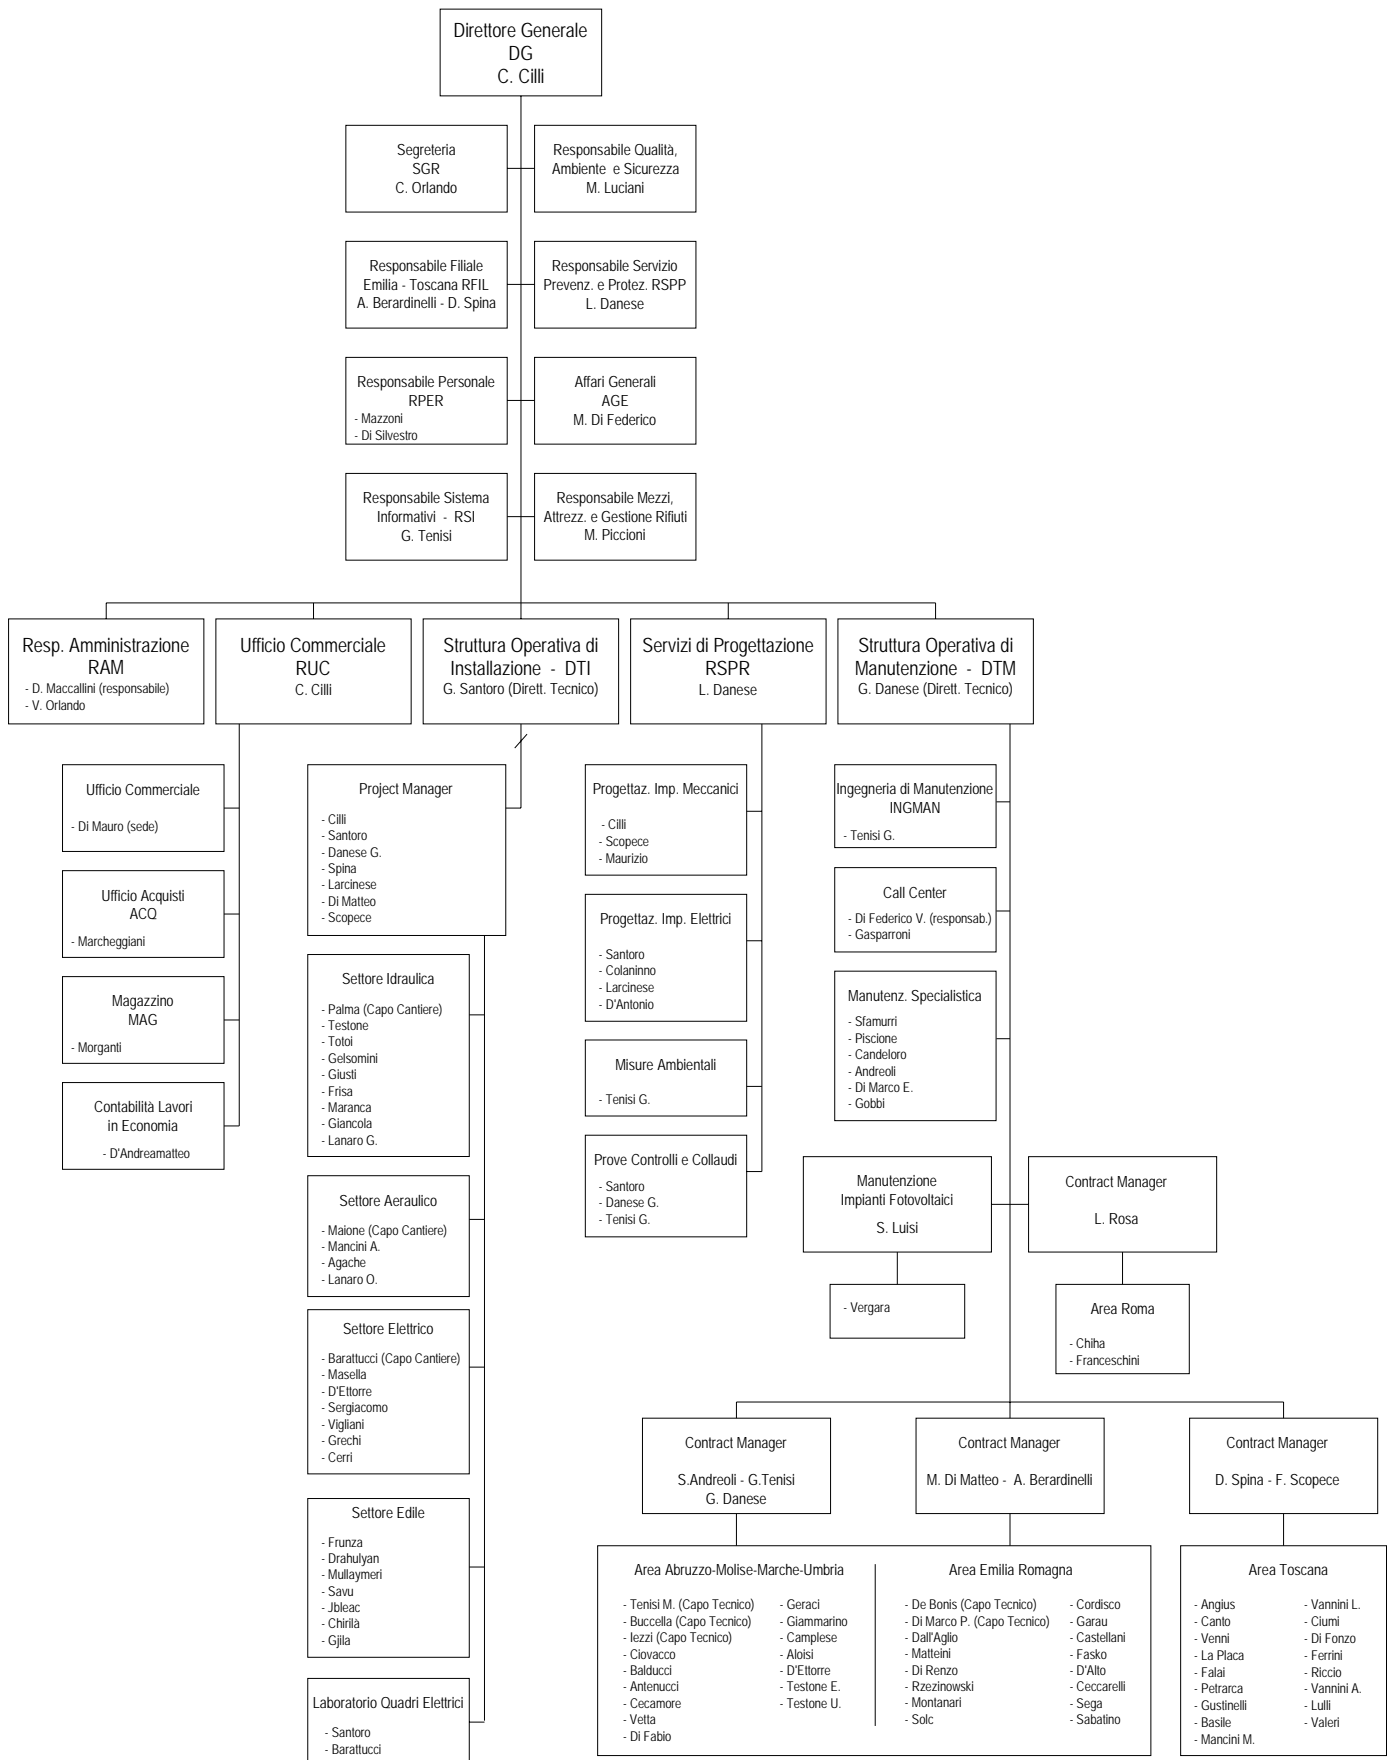 Direttore Generale
DG
C. Cilli
Segreteria
SGR
C. Orlando
Responsabile Qualità,
Ambiente e Sicurezza
M. Luciani
Responsabile Filiale
Emilia - Toscana RFIL
A. Berardinelli - D. Spina
Responsabile Servizio
Prevenz. e Protez. RSPP
L. Danese
Responsabile Personale
RPER
- Mazzoni
- Di Silvestro
Affari Generali
AGE
M. Di Federico
Responsabile Sistema
Informativi - RSI
G. Tenisi
Responsabile Mezzi,
Attrezz. e Gestione Rifiuti
M. Piccioni
Resp. Amministrazione
RAM
- D. Maccallini (responsabile)
- V. Orlando
Ufficio Commerciale
RUC
C. Cilli
Struttura Operativa di
Installazione - DTI
G. Santoro (Dirett. Tecnico)
Servizi di Progettazione
RSPR
L. Danese
Struttura Operativa di
Manutenzione - DTM
G. Danese (Dirett. Tecnico)
Ufficio Commerciale
- Di Mauro (sede)
Ufficio Acquisti
ACQ
- Marcheggiani
Magazzino
MAG
- Morganti
Contabilità Lavori
in Economia
- D'Andreamatteo
Project Manager
- Cilli
- Santoro
- Danese G.
- Spina
- Larcinese
- Di Matteo
- Scopece
Settore Idraulica
- Palma (Capo Cantiere)
- Testone
- Totoi
- Gelsomini
- Giusti
- Frisa
- Maranca
- Giancola
- Lanaro G.
Settore Aeraulico
- Maione (Capo Cantiere)
- Mancini A.
- Agache
- Lanaro O.
Settore Elettrico
- Barattucci (Capo Cantiere)
- Masella
- D'Ettorre
- Sergiacomo
- Vigliani
- Grechi
- Cerri
Settore Edile
- Frunza
- Drahulyan
- Mullaymeri
- Savu
- Jbleac
- Chirilà
- Gjila
Laboratorio Quadri Elettrici
- Santoro
- Barattucci
Progettaz. Imp. Meccanici
- Cilli
- Scopece
- Maurizio
Progettaz. Imp. Elettrici
- Santoro
- Colaninno
- Larcinese
- D'Antonio
Misure Ambientali
- Tenisi G.
Prove Controlli e Collaudi
- Santoro
- Danese G.
- Tenisi G.
Ingegneria di Manutenzione
INGMAN
- Tenisi G.
Call Center
- Di Federico V. (responsab.)
- Gasparroni
Manutenz. Specialistica
- Sfamurri
- Piscione
- Candeloro
- Andreoli
- Di Marco E.
- Gobbi
Manutenzione
Impianti Fotovoltaici
S. Luisi
- Vergara
Contract Manager
L. Rosa
Area Roma
- Chiha
- Franceschini
Contract Manager
S.Andreoli - G.Tenisi
G. Danese
Contract Manager
M. Di Matteo - A. Berardinelli
Contract Manager
D. Spina - F. Scopece
Area Abruzzo-Molise-Marche-Umbria
- Tenisi M. (Capo Tecnico)
- Buccella (Capo Tecnico)
- Iezzi (Capo Tecnico)
- Ciovacco
- Balducci
- Antenucci
- Cecamore
- Vetta
- Di Fabio
- Geraci
- Giammarino
- Camplese
- Aloisi
- D'Ettorre
- Testone E.
- Testone U.
Area Emilia Romagna
- De Bonis (Capo Tecnico)
- Di Marco P. (Capo Tecnico)
- Dall'Aglio
- Matteini
- Di Renzo
- Rzezinowski
- Montanari
- Solc
- Cordisco
- Garau
- Castellani
- Fasko
- D'Alto
- Ceccarelli
- Sega
- Sabatino
Area Toscana
- Angius
- Canto
- Venni
- La Placa
- Falai
- Petrarca
- Gustinelli
- Basile
- Mancini M.
- Vannini L.
- Ciumi
- Di Fonzo
- Ferrini
- Riccio
- Vannini A.
- Lulli
- Valeri